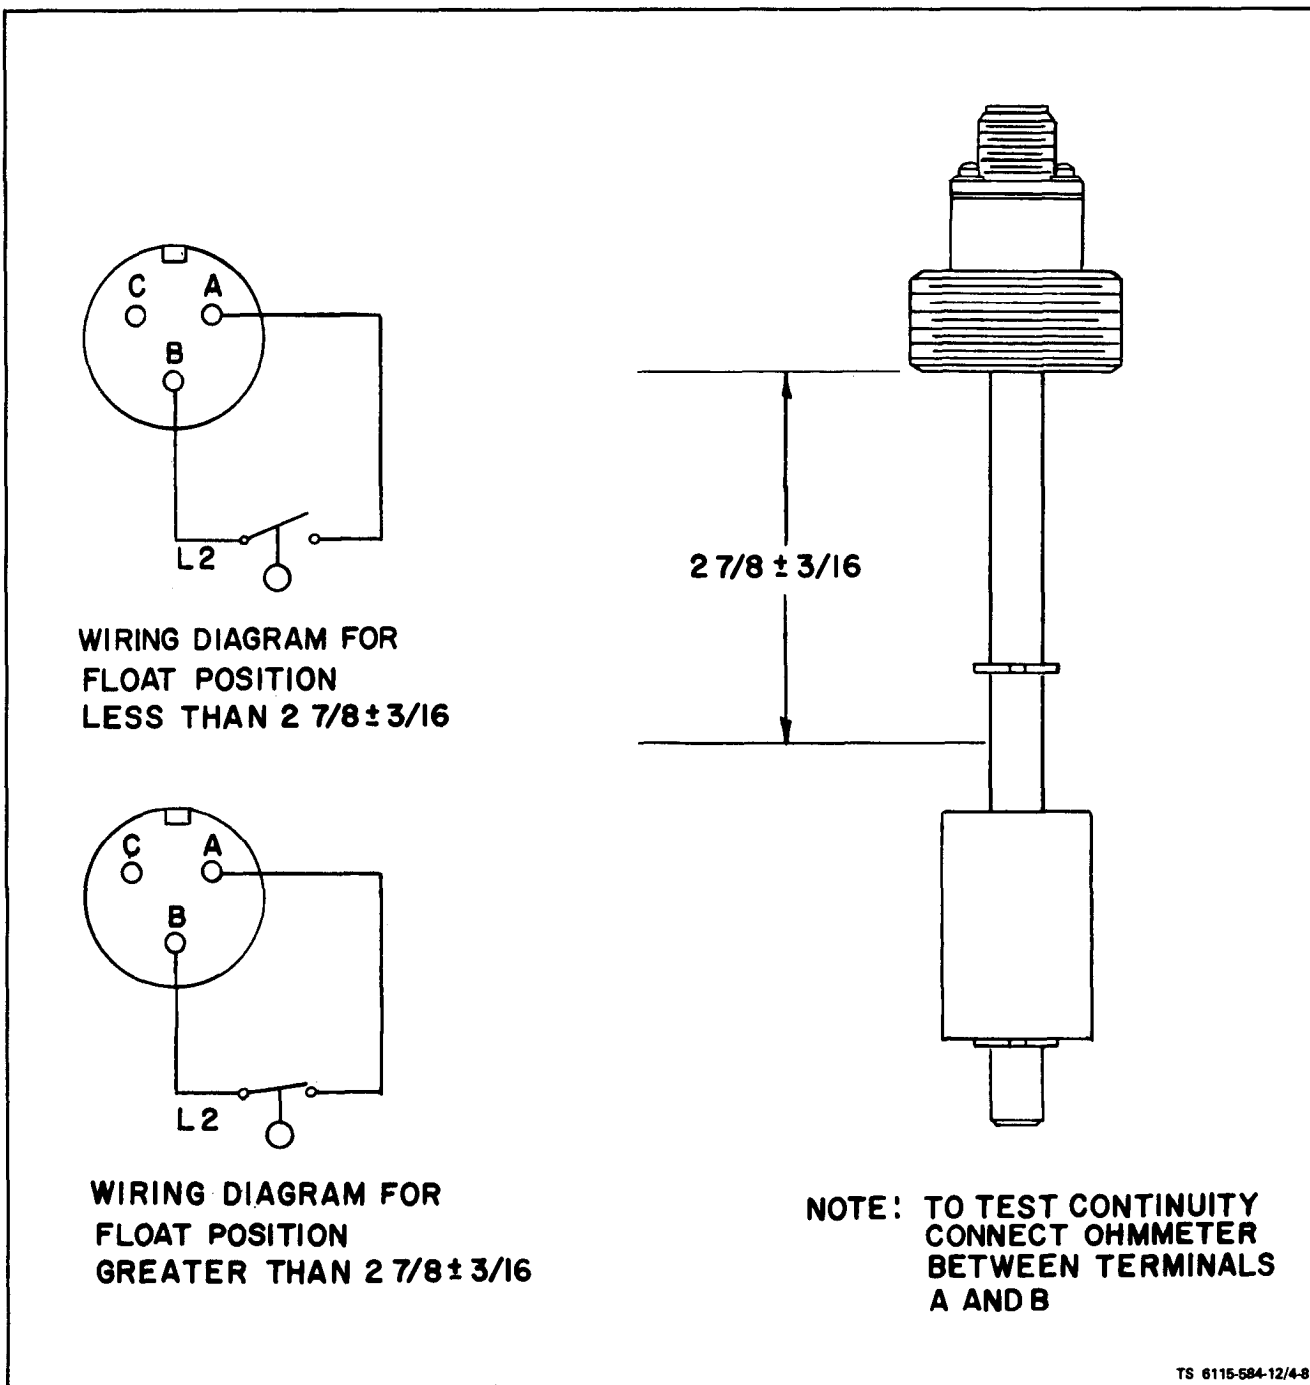 C A
B
L2
WIRING DIAGRAM FOR
FLOAT POSITION
LESS THAN 2 7/8 ± 3/16
C A
B
L2
WIRING DIAGRAM FOR
FLOAT POSITION
GREATER THAN 2 7/8 ± 3/16
2 7/8 ± 3/16
NOTE: TO TEST CONTINUITY
CONNECT OHMMETER
BETWEEN TERMINALS
A AND B
TS 6115-584-12/4-8